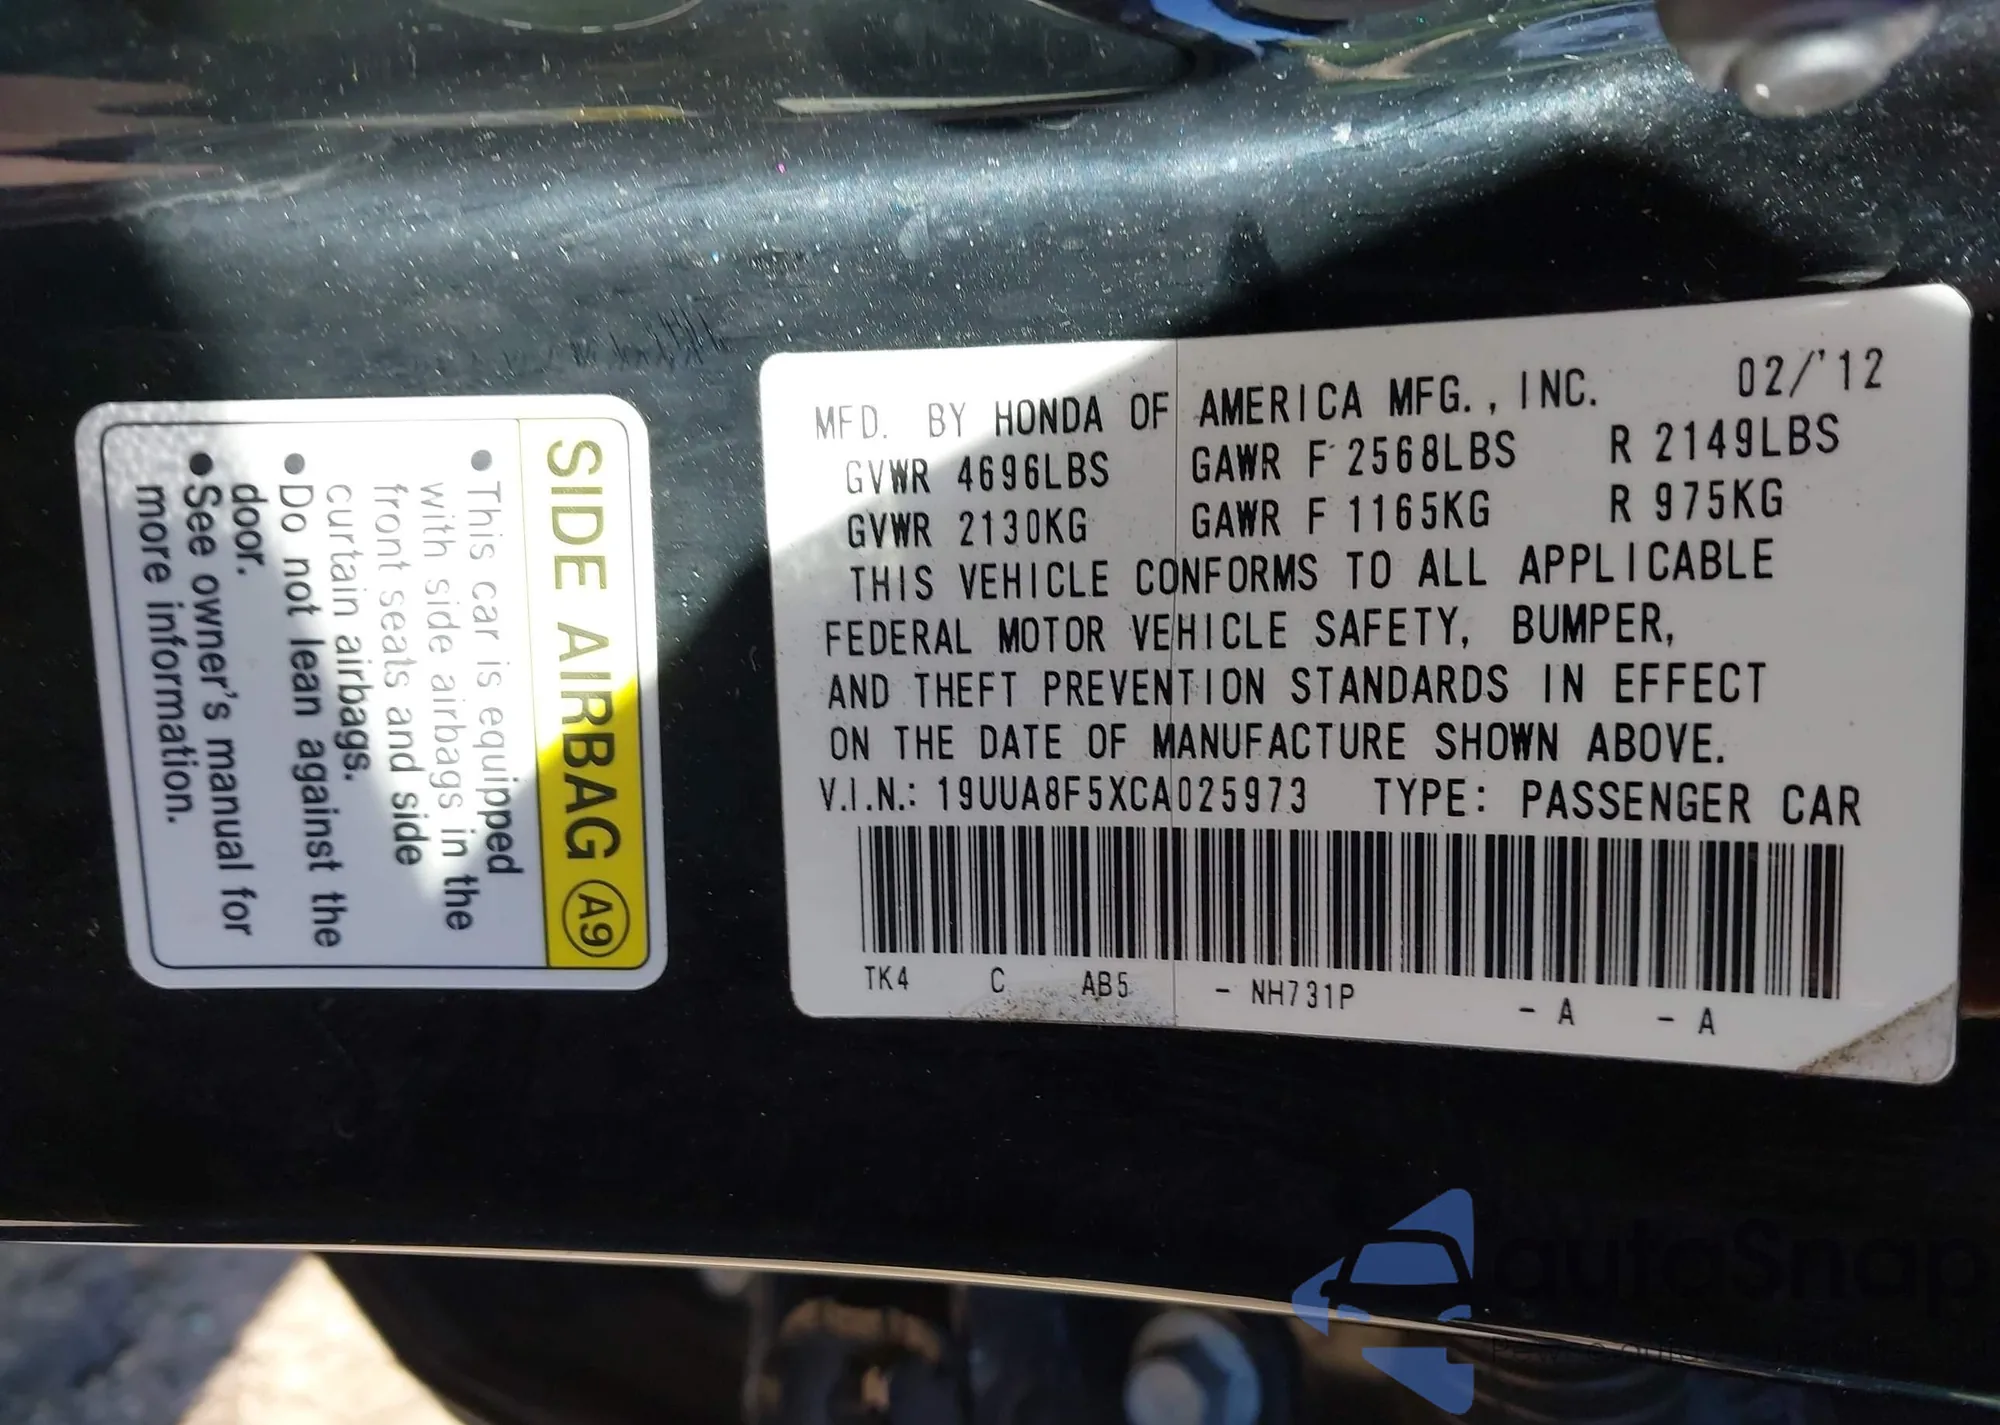 SIDE AIRBAG A9
● This car is equipped
with side airbags in the
front seats and side
curtain airbags.
● Do not lean against the
door.
● See owner's manual for
more information.
MFD. BY HONDA OF AMERICA MFG., INC. 02/'12
GVWR 4696LBS GAWR F 2568LBS R 2149LBS
GVWR 2130KG GAWR F 1165KG R 975KG
THIS VEHICLE CONFORMS TO ALL APPLICABLE
FEDERAL MOTOR VEHICLE SAFETY, BUMPER,
AND THEFT PREVENTION STANDARDS IN EFFECT
ON THE DATE OF MANUFACTURE SHOWN ABOVE.
V.I.N.: 19UUA8F5XCA025973 TYPE: PASSENGER CAR
TK4 C AB5 - NH731P - A - A
autoSnap